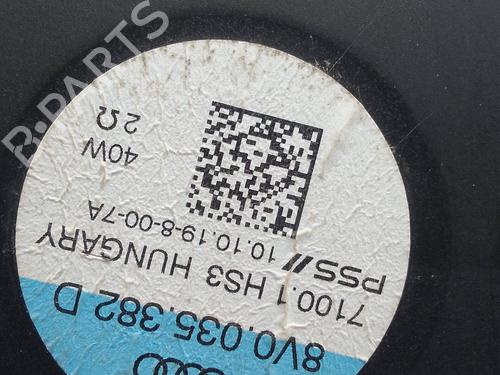 8V0.035.382 D
7100.1 HS3 HUNGARY
PSS// 10.10.19-8-00-7A
40W
2Ω
B-PARTS